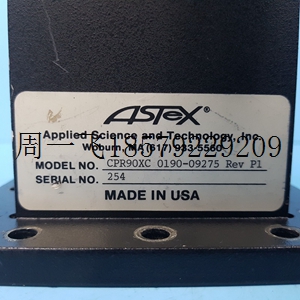 ASTeX®
Applied Science and Technology, Inc.
Woburn, MA (617) 933-5560
周一 18675229209
MODEL NO. CPR90XC 0190-09275 Rev P1
SERIAL NO. 254
MADE IN USA